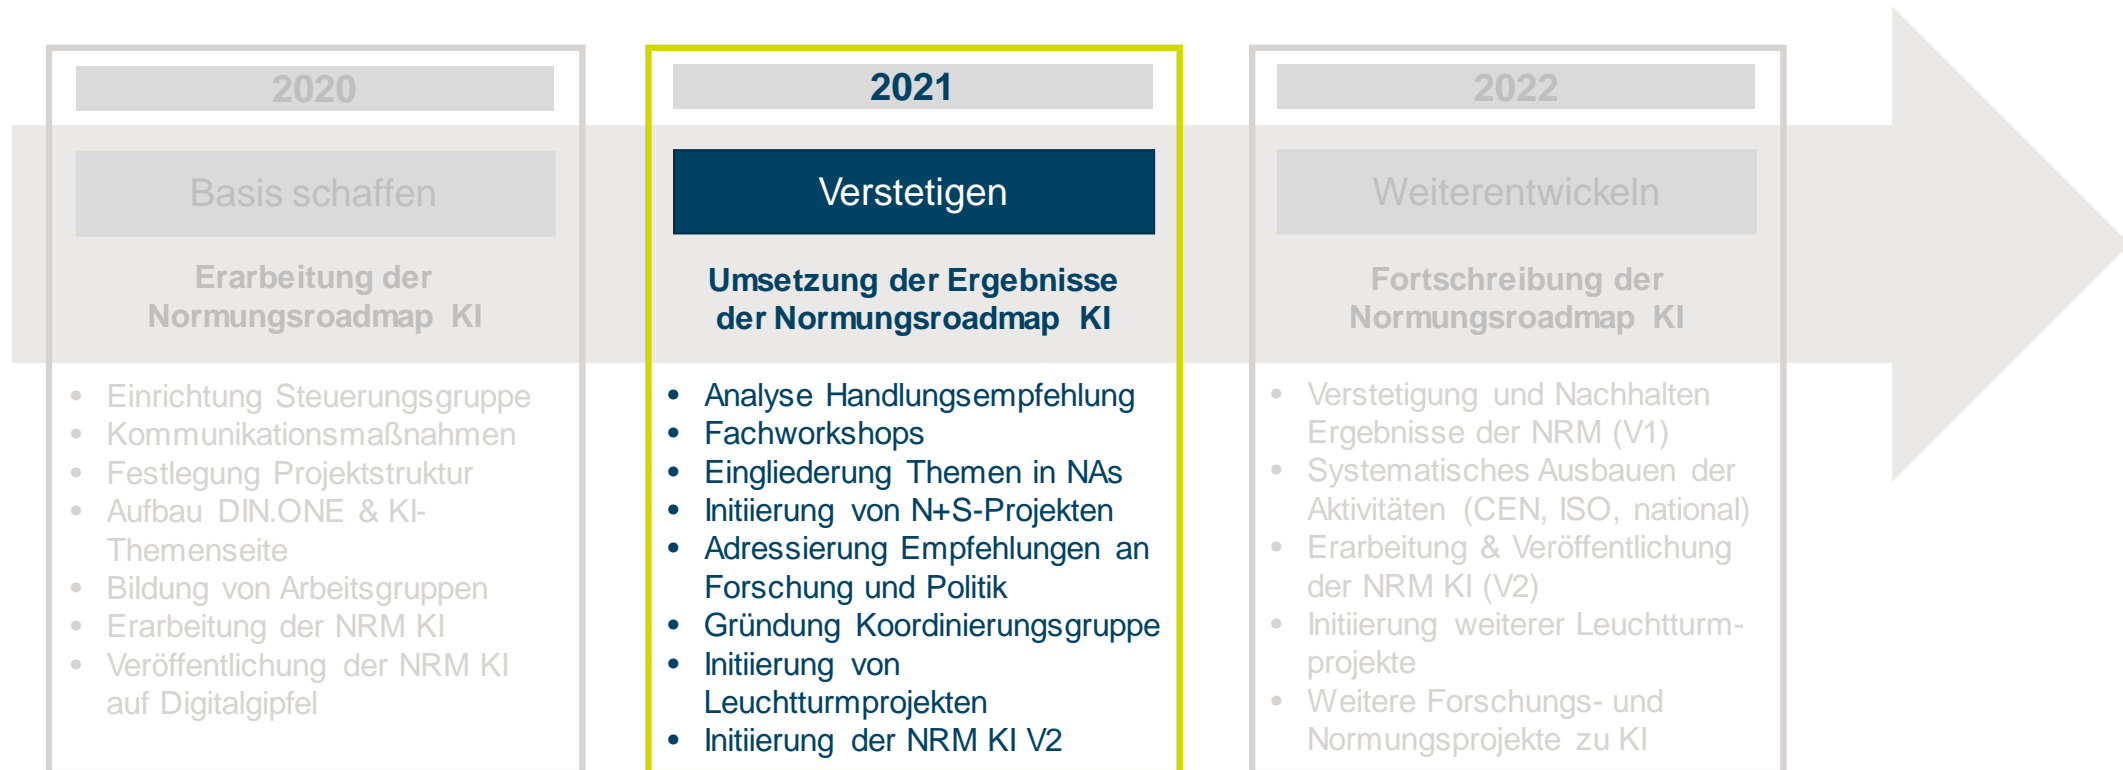 2020
Basis schaffen
Erarbeitung der
Normungsroadmap KI
• Einrichtung Steuerungsgruppe
• Kommunikationsmaßnahmen
• Festlegung Projektstruktur
• Aufbau DIN.ONE & KI-
Themenseite
• Bildung von Arbeitsgruppen
• Erarbeitung der NRM KI
• Veröffentlichung der NRM KI
auf Digitalgipfel
2021
Verstetigen
Umsetzung der Ergebnisse
der Normungsroadmap KI
• Analyse Handlungsempfehlung
• Fachworkshops
• Eingliederung Themen in NAs
• Initiierung von N+S-Projekten
• Adressierung Empfehlungen an
Forschung und Politik
• Gründung Koordinierungsgruppe
• Initiierung von
Leuchtturmprojekten
• Initiierung der NRM KI V2
2022
Weiterentwickeln
Fortschreibung der
Normungsroadmap KI
• Verstetigung und Nachhalten
Ergebnisse der NRM (V1)
• Systematisches Ausbauen der
Aktivitäten (CEN, ISO, national)
• Erarbeitung & Veröffentlichung
der NRM KI (V2)
• Initiierung weiterer Leuchtturm-
projekte
• Weitere Forschungs- und
Normungsprojekte zu KI